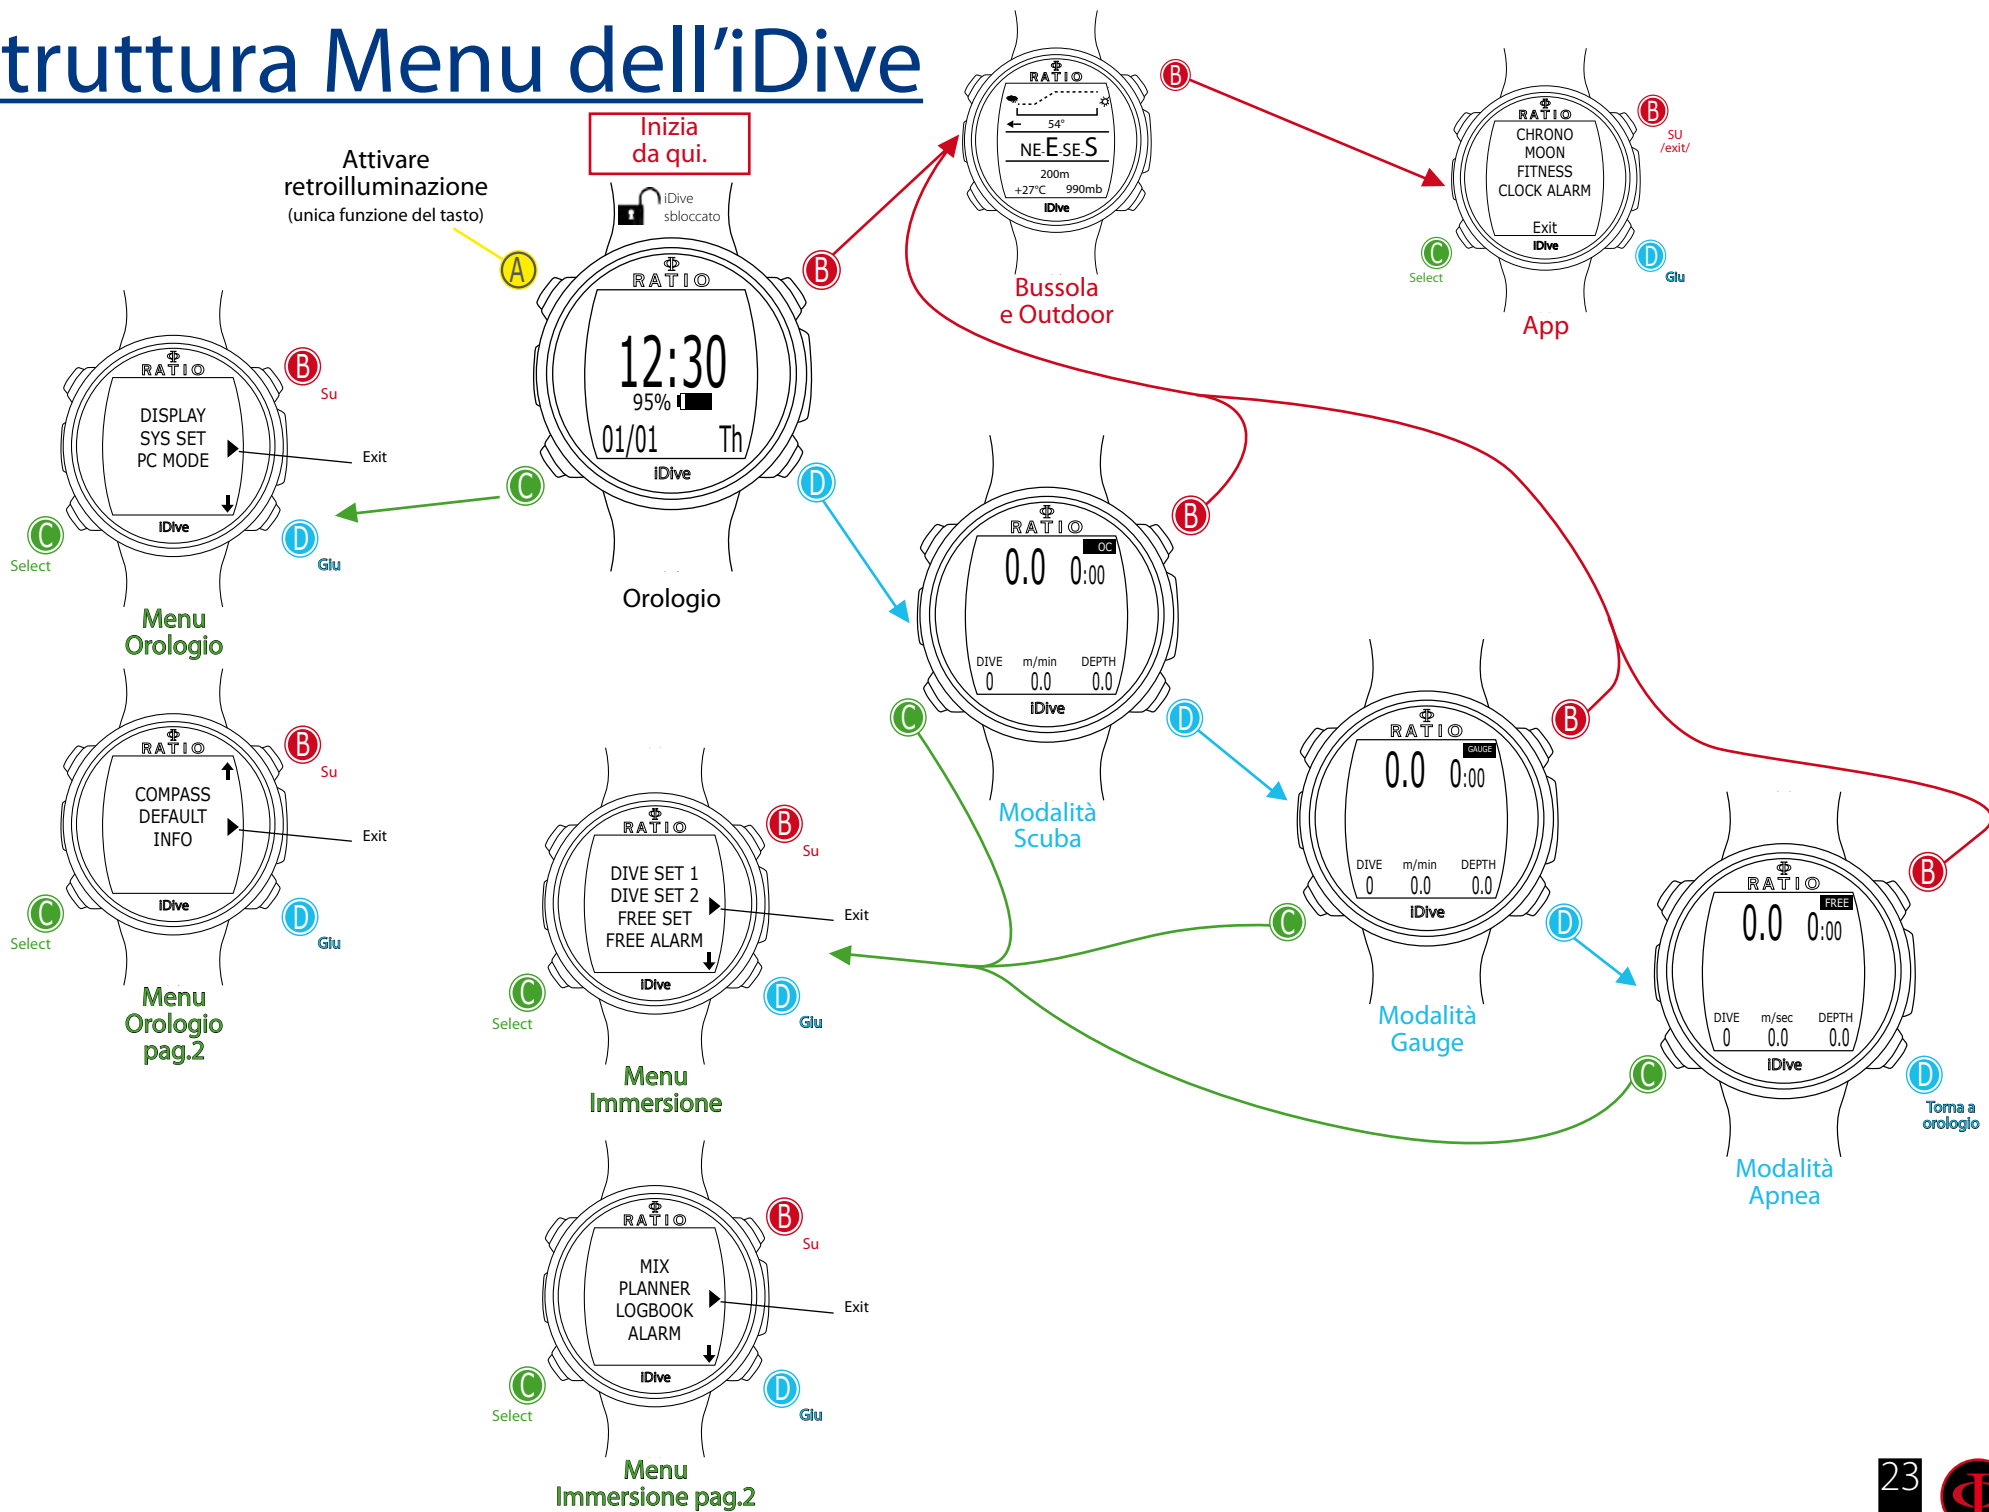 truttura Menu dell'iDive
Inizia
da qui.
Attivare
retroilluminazione
(unica funzione del tasto)
iDive
sbloccato
A
B
RATIO
12:30
95%
01/01 Th
iDive
C
D
Orologio
RATIO
54°
NE-E-SE-S
200m
+27°C 990mb
iDive
B
Bussola
e Outdoor
RATIO
CHRONO
MOON
FITNESS
CLOCK ALARM
Exit
iDive
B
SU
/exit/
C
Select
D
Giu
App
RATIO
DISPLAY
SYS SET
PC MODE
iDive
B
Su
Exit
C
Select
D
Giu
Menu
Orologio
RATIO
COMPASS
DEFAULT
INFO
iDive
B
Su
Exit
C
Select
D
Giu
Menu
Orologio
pag.2
RATIO
OC
0.0 0:00
DIVE m/min DEPTH
0 0.0 0.0
iDive
B
C
D
Modalità
Scuba
RATIO
GAUGE
0.0 0:00
DIVE m/min DEPTH
0 0.0 0.0
iDive
B
C
D
Modalità
Gauge
RATIO
FREE
0.0 0:00
DIVE m/sec DEPTH
0 0.0 0.0
iDive
B
C
D
Torna a
orologio
Modalità
Apnea
RATIO
DIVE SET 1
DIVE SET 2
FREE SET
FREE ALARM
iDive
B
Su
Exit
C
Select
D
Giu
Menu
Immersione
RATIO
MIX
PLANNER
LOGBOOK
ALARM
iDive
B
Su
Exit
C
Select
D
Giu
Menu
Immersione pag.2
23